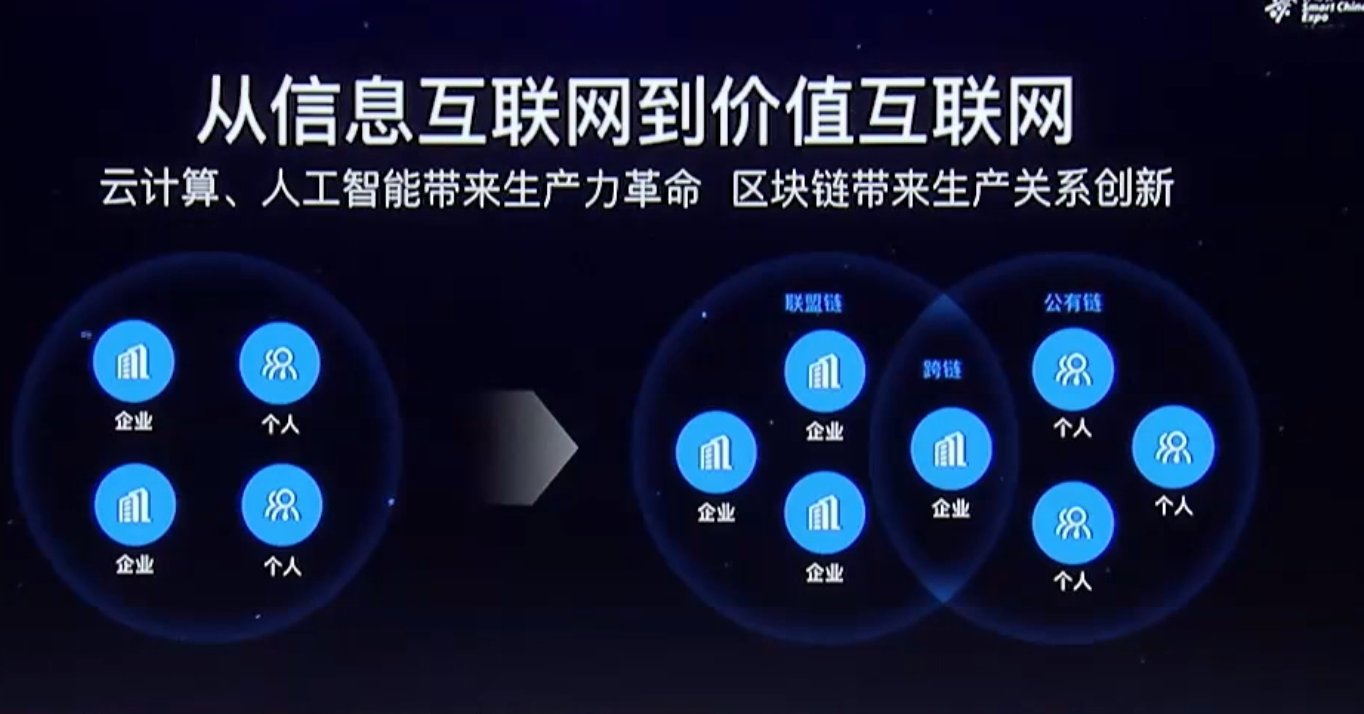 Smart China
Expo
从信息互联网到价值互联网
云计算、人工智能带来生产力革命 区块链带来生产关系创新
联盟链
公有链
跨链
企业
个人
企业
个人
企业
个人
企业
企业
个人
企业
个人